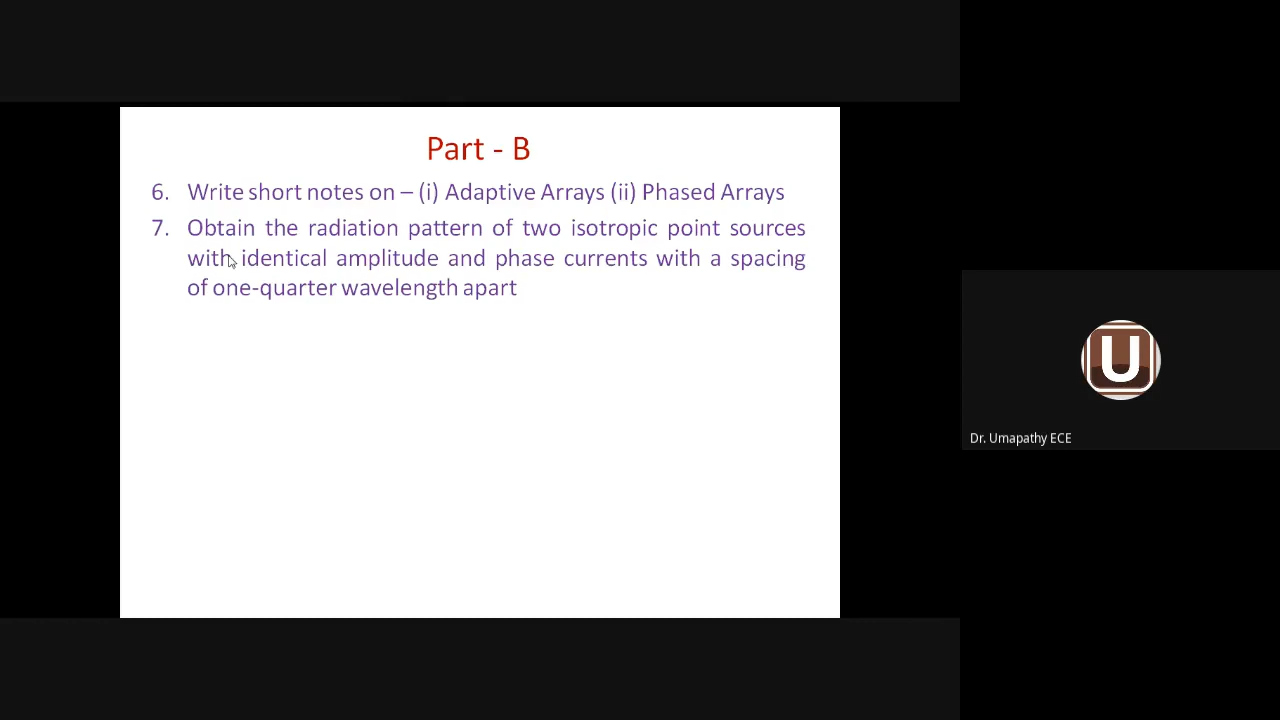 Part - B
6. Write short notes on – (i) Adaptive Arrays (ii) Phased Arrays
7. Obtain the radiation pattern of two isotropic point sources
with identical amplitude and phase currents with a spacing
of one-quarter wavelength apart
U
Dr. Umapathy ECE